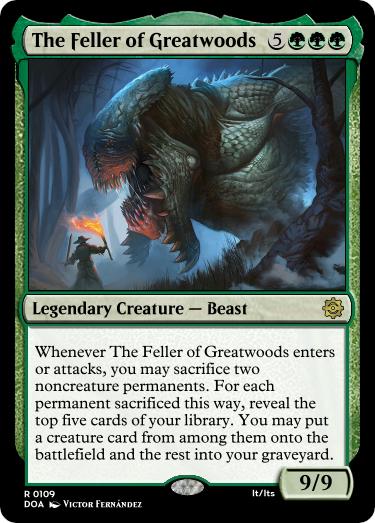 The Feller of Greatwoods 5
Legendary Creature — Beast
Whenever The Feller of Greatwoods enters
or attacks, you may sacrifice two
noncreature permanents. For each
permanent sacrificed this way, reveal the
top five cards of your library. You may put
a creature card from among them onto the
battlefield and the rest into your graveyard.
9/9
R 0109 It/Its
DOA VICTOR FERNÁNDEZ